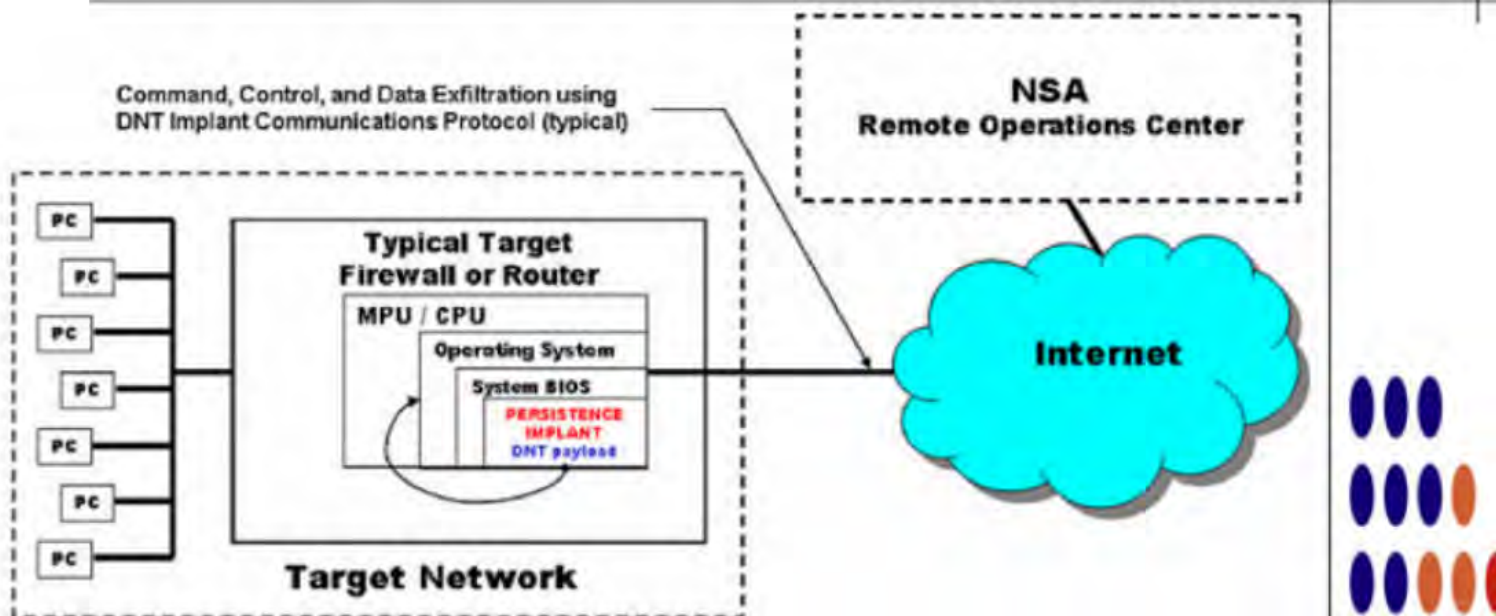 Command, Control, and Data Exfiltration using
DNT Implant Communications Protocol (typical)
NSA
Remote Operations Center
PC
PC
PC
PC
PC
PC
PC
Typical Target
Firewall or Router
MPU / CPU
Operating System
System BIOS
PERSISTENCE
IMPLANT
DNT payload
Internet
Target Network